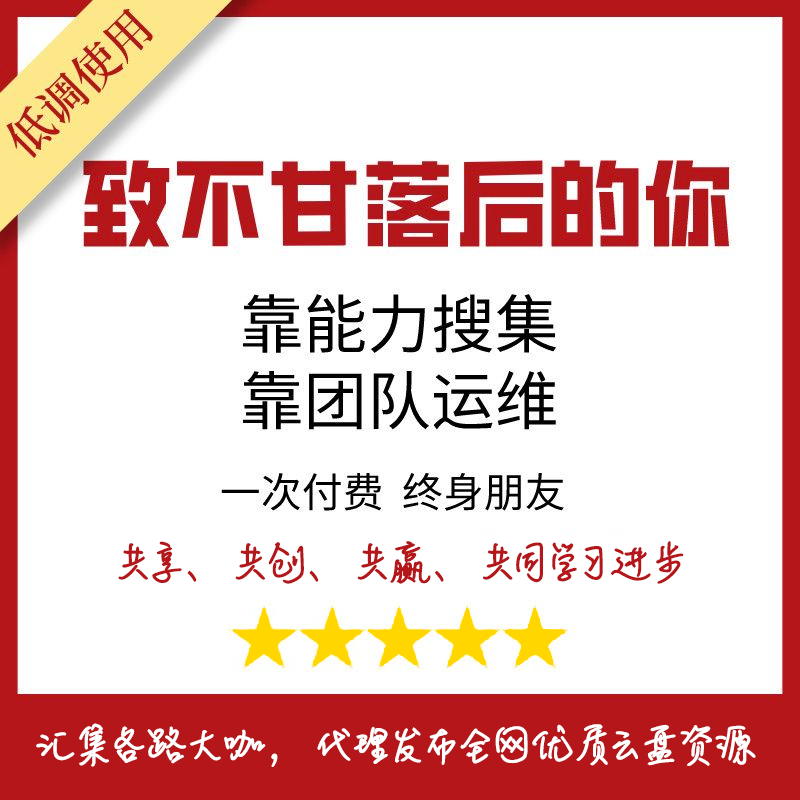 低调使用
致不甘落后的你
靠能力搜集
靠团队运维
一次付费 终身朋友
共享、共创、共赢、共同学习进步
汇集各路大咖，代理发布全网优质云盘资源